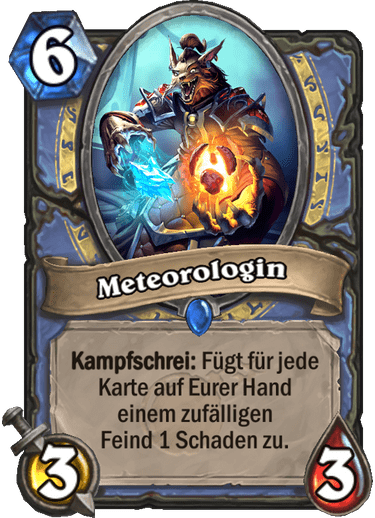 6
Meteorologin
Kampfschrei: Fügt für jede
Karte auf Eurer Hand
einem zufälligen
Feind 1 Schaden zu.
3
3